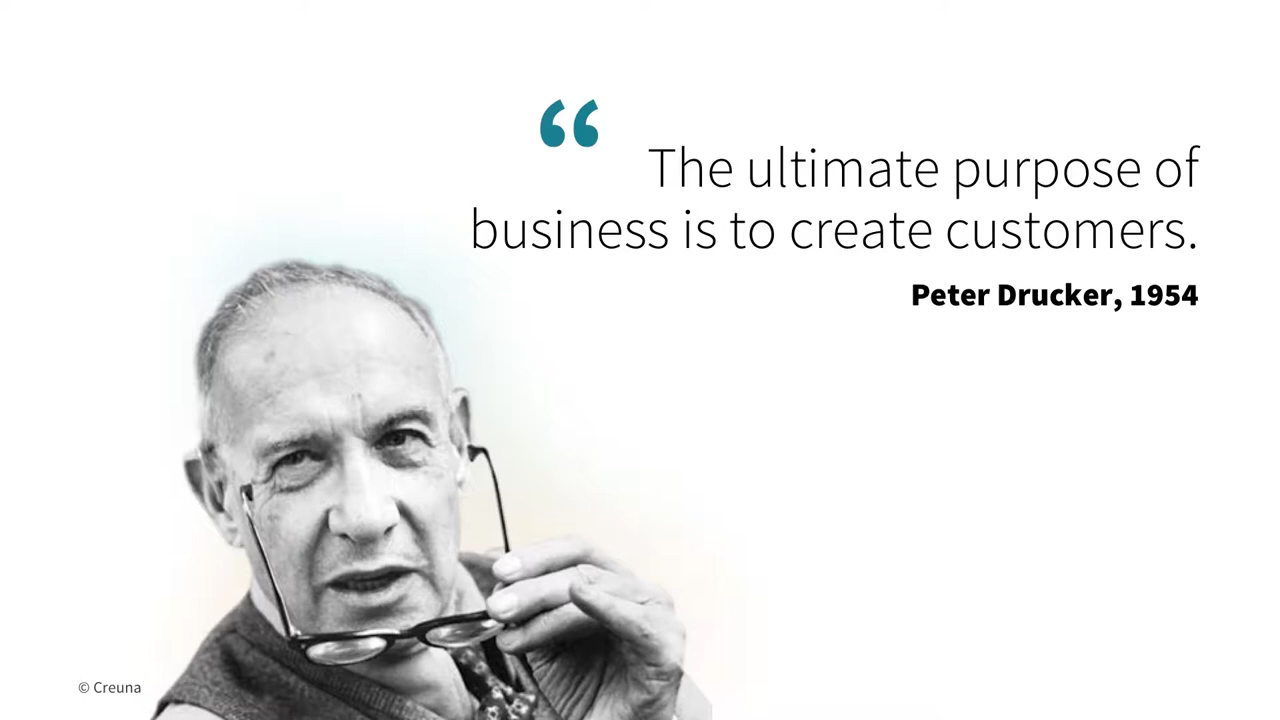 “ The ultimate purpose of
business is to create customers.
Peter Drucker, 1954
© Creuna